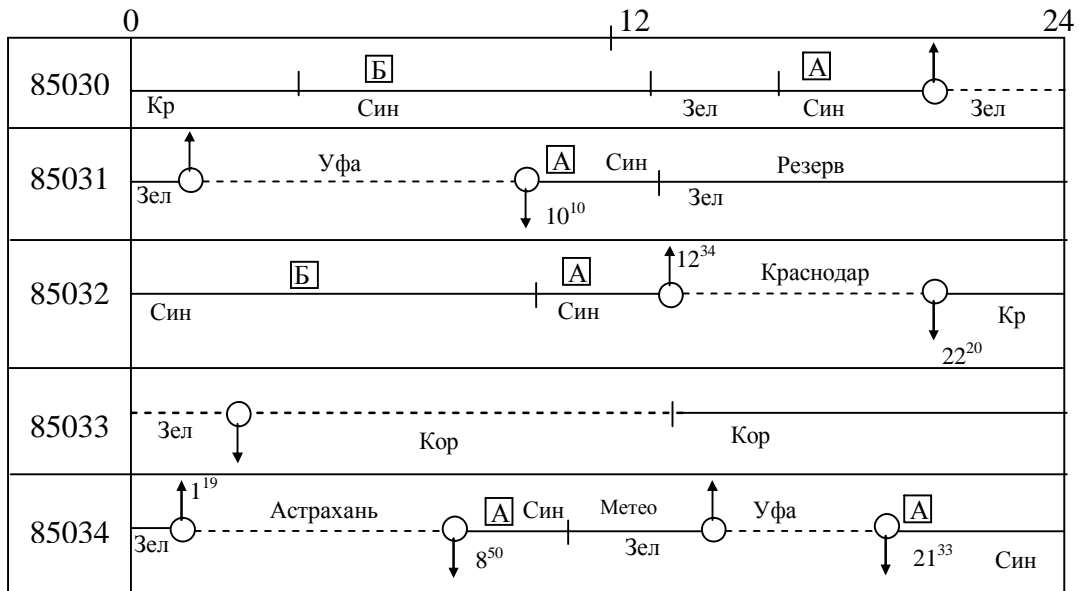 0 12 24
85030 Б А
Кр Син Зел Син Зел
85031 Уфа А Син Резерв
Зел 10¹⁰ Зел
85032 Б А 12³⁴ Краснодар
Син Син Кр
22²⁰
85033 Зел Кор Кор
85034 1¹⁹ Астрахань А Син Метео Уфа А
Зел 8⁵⁰ Зел 21³³ Син